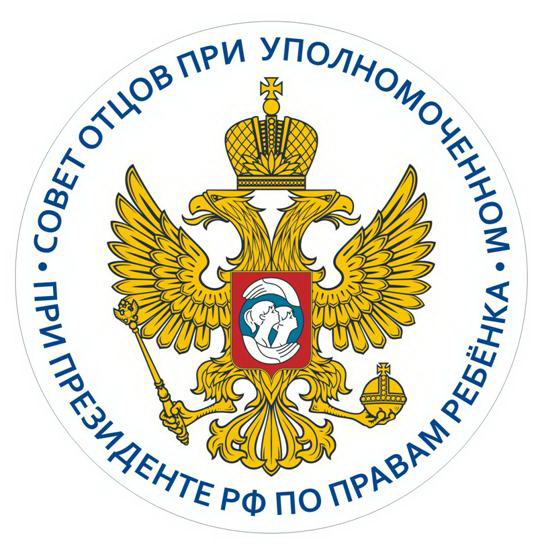 • СОВЕТ ОТЦОВ ПРИ УПОЛНОМОЧЕННОМ •
ПРИ ПРЕЗИДЕНТЕ РФ ПО ПРАВАМ РЕБЁНКА